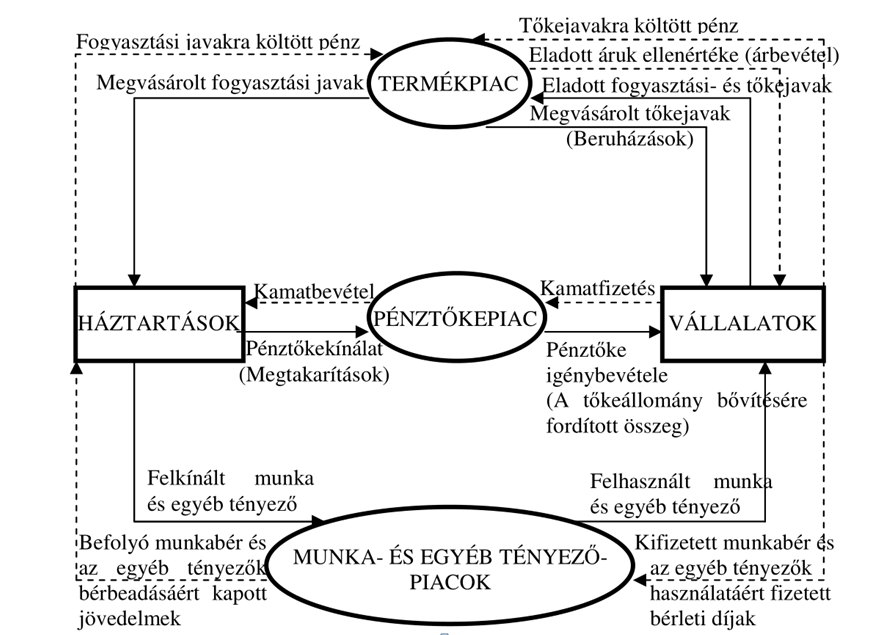 Tőkejavakra költött pénz
Fogyasztási javakra költött pénz
Eladott áruk ellenértéke (árbevétel)
Megvásárolt fogyasztási javak
TERMÉKPIAC
Eladott fogyasztási- és tőkejavak
Megvásárolt tőkejavak
(Beruházások)
Kamatbevétel
Kamatfizetés
HÁZTARTÁSOK
PÉNZTŐKEPIAC
VÁLLALATOK
Pénztőkekínálat
(Megtakarítások)
Pénztőke
igénybevétele
(A tőkeállomány bővítésére
fordított összeg)
Felkínált munka
és egyéb tényező
Felhasznált munka
és egyéb tényező
Befolyó munkabér és
az egyéb tényezők
bérbeadásáért kapott
jövedelmek
MUNKA- ÉS EGYÉB TÉNYEZŐ-
PIACOK
Kifizetett munkabér és
az egyéb tényezők
használatáért fizetett
bérleti díjak